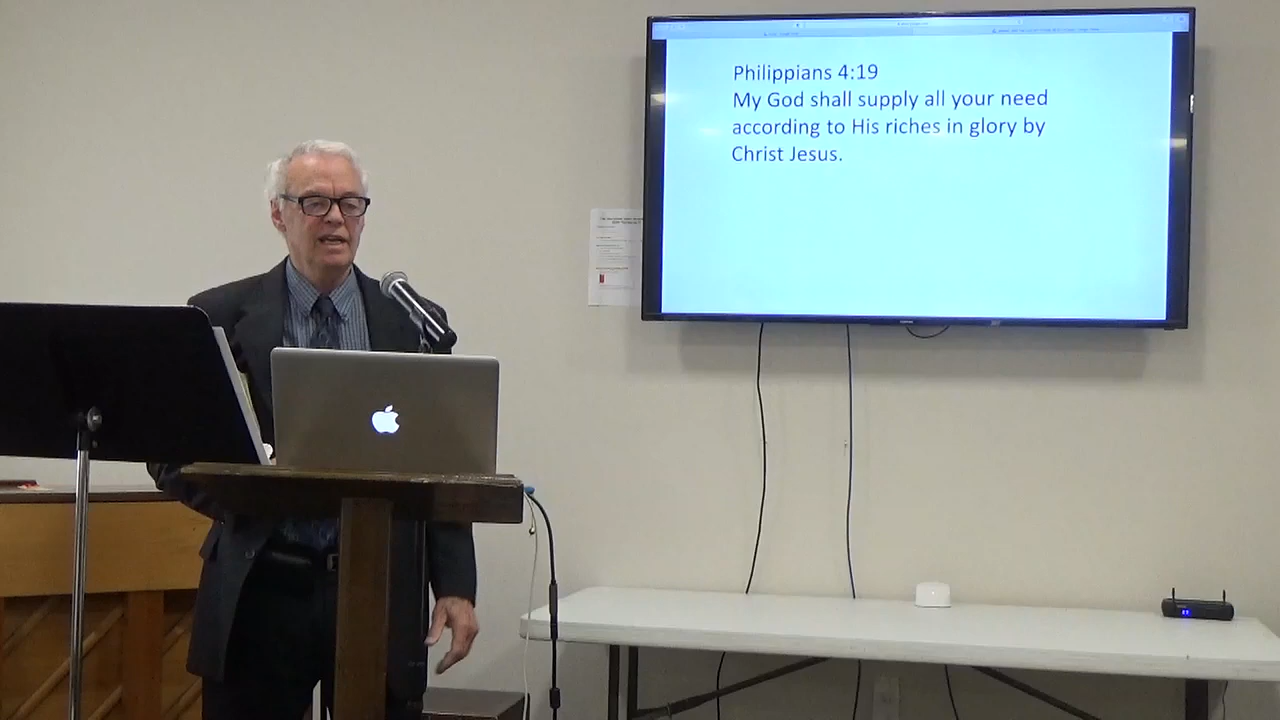 Philippians 4:19
My God shall supply all your need
according to His riches in glory by
Christ Jesus.